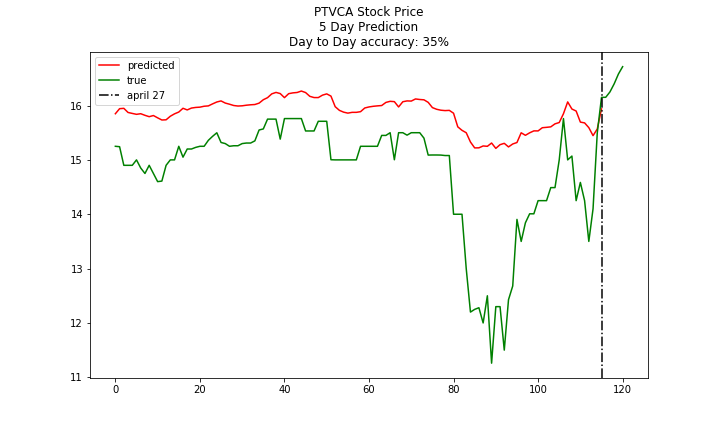 PTVCA Stock Price
5 Day Prediction
Day to Day accuracy: 35%
predicted
true
april 27
16
15
14
13
12
11
0
20
40
60
80
100
120